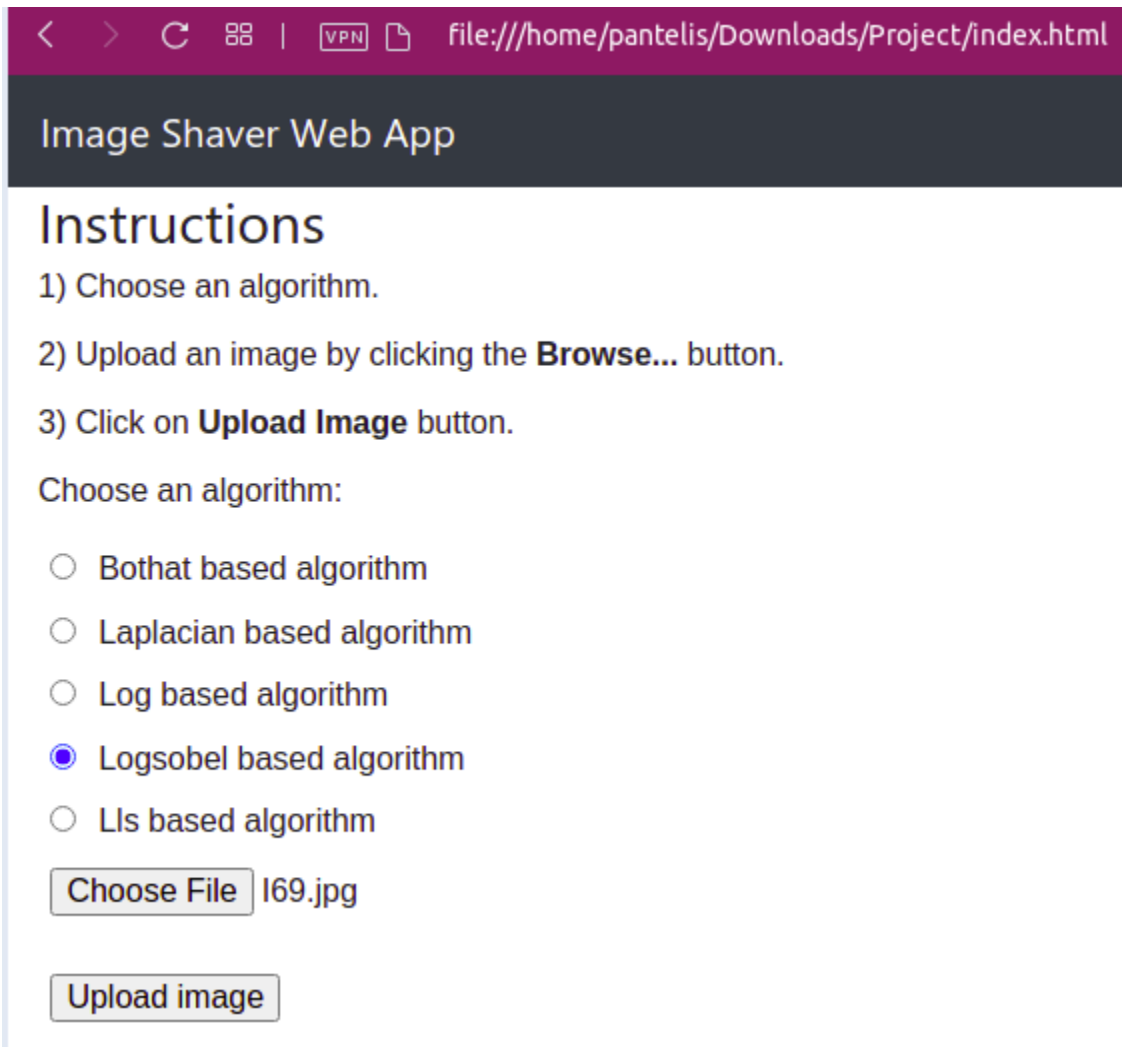 VPN file:///home/pantelis/Downloads/Project/index.html
Image Shaver Web App
Instructions
1) Choose an algorithm.
2) Upload an image by clicking the Browse... button.
3) Click on Upload Image button.
Choose an algorithm:
Bothat based algorithm
Laplacian based algorithm
Log based algorithm
Logsobel based algorithm
Lls based algorithm
Choose File I69.jpg
Upload image